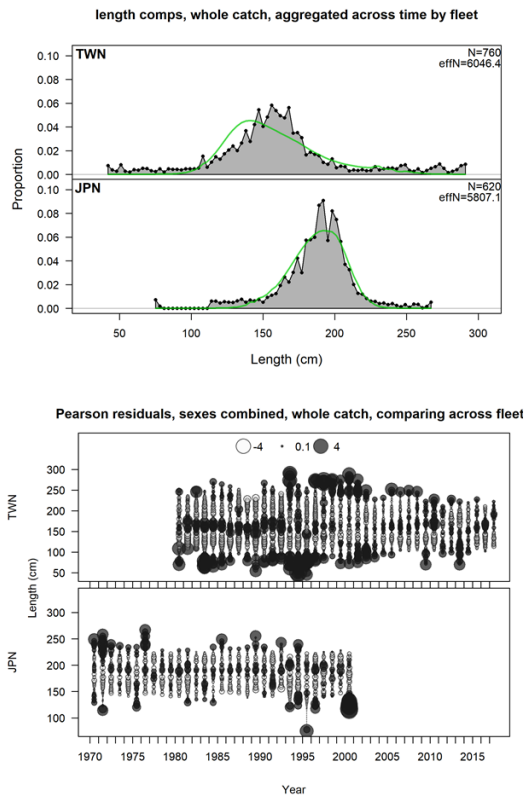 length comps, whole catch, aggregated across time by fleet
TWN
N=760
effN=6046.4
0.10
0.08
0.06
0.04
0.02
0.00
JPN
N=620
effN=5807.1
0.10
0.08
0.06
0.04
0.02
0.00
Proportion
50 100 150 200 250 300
Length (cm)
Pearson residuals, sexes combined, whole catch, comparing across fleet
-4 0.1 4
TWN
300
250
200
150
100
50
Length (cm)
JPN
300
250
200
150
100
1970 1975 1980 1985 1990 1995 2000 2005 2010 2015
Year